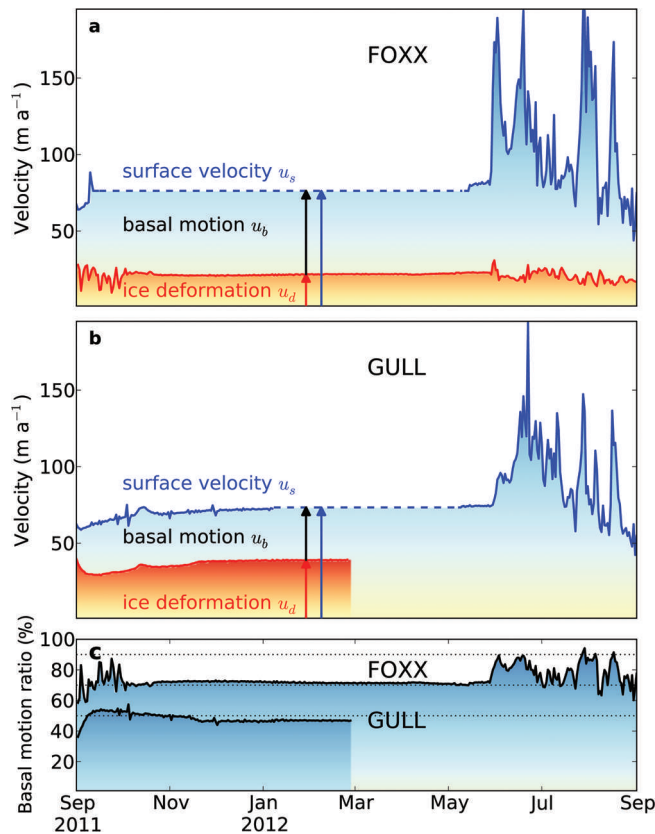 a
FOXX
Velocity (m a⁻¹)
150
100
50
surface velocity u_s
basal motion u_b
ice deformation u_d
b
GULL
Velocity (m a⁻¹)
150
100
50
surface velocity u_s
basal motion u_b
ice deformation u_d
c
FOXX
GULL
Basal motion ratio (%)
100
80
60
40
20
Sep Nov Jan Mar May Jul Sep
2011 2012